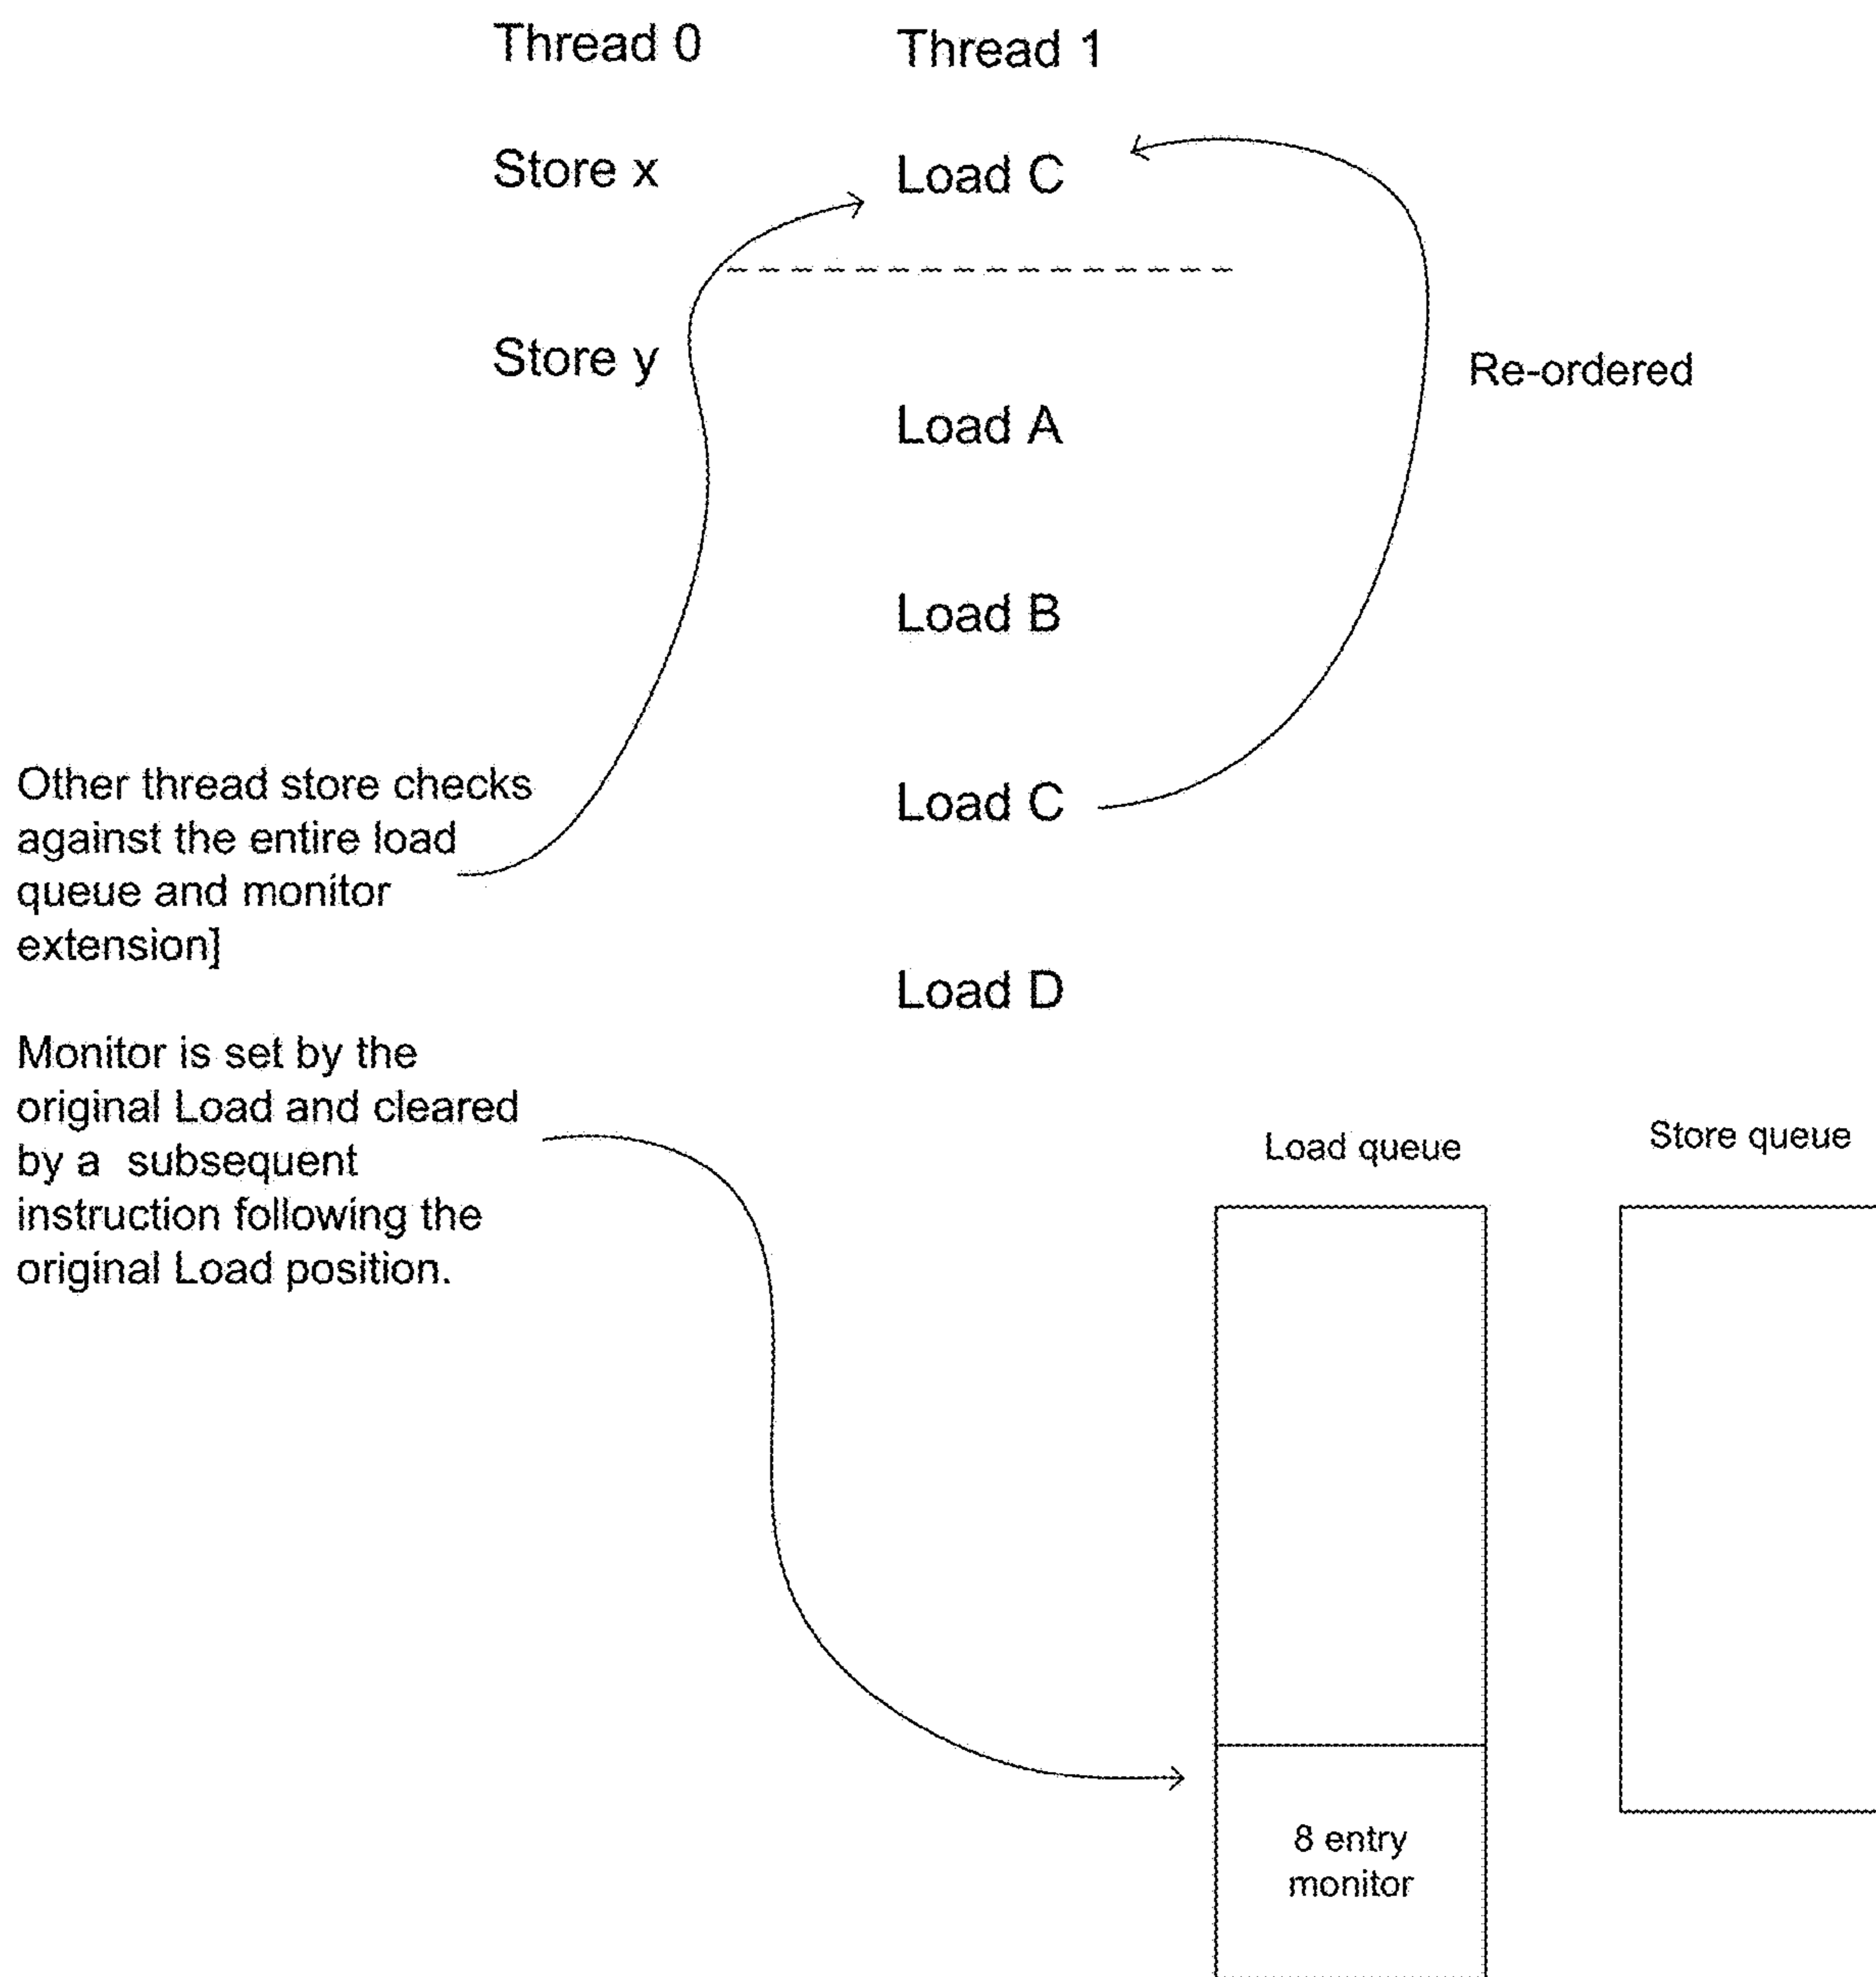 Thread 0
Thread 1
Store x
Load C
Store y
Re-ordered
Load A
Load B
Load C
Other thread store checks
against the entire load
queue and monitor
extension]
Load D
Monitor is set by the
original Load and cleared
by a subsequent
instruction following the
original Load position.
Load queue
Store queue
8 entry
monitor